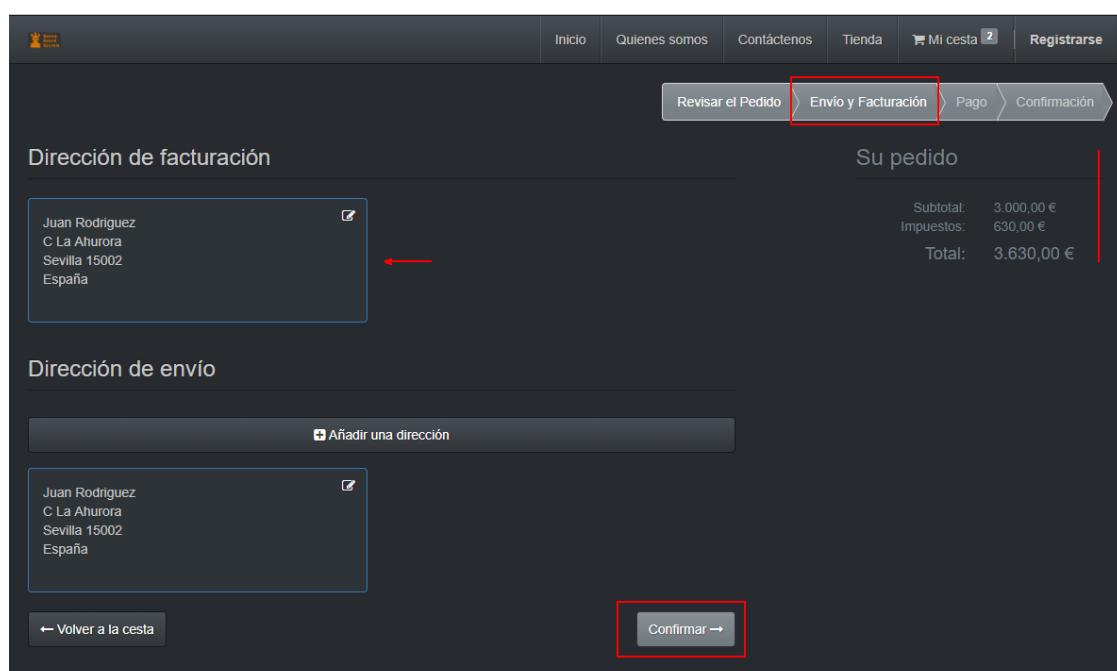 Inicio
Quienes somos
Contáctenos
Tienda
Mi cesta 2
Registrarse
Revisar el Pedido
Envío y Facturación
Pago
Confirmación
Dirección de facturación
Su pedido
Juan Rodriguez
C La Ahurora
Sevilla 15002
España
Subtotal: 3.000,00 €
Impuestos: 630,00 €
Total: 3.630,00 €
Dirección de envío
Añadir una dirección
Juan Rodriguez
C La Ahurora
Sevilla 15002
España
← Volver a la cesta
Confirmar →